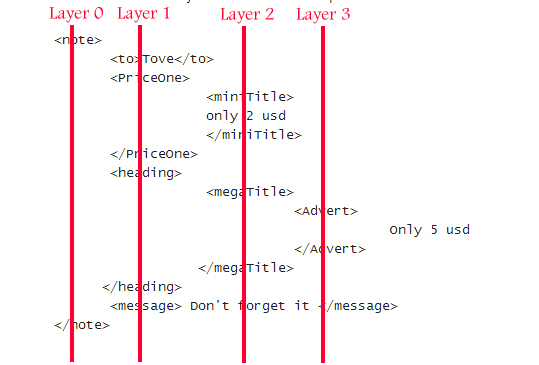 Layer 0 Layer 1 Layer 2 Layer 3
<note>
<to>Tove</to>
<PriceOne>
<miniTitle>
only 2 usd
</miniTitle>
</PriceOne>
<heading>
<megaTitle>
<Advert>
Only 5 usd
</Advert>
</megaTitle>
</heading>
<message> Don't forget it </message>
</note>